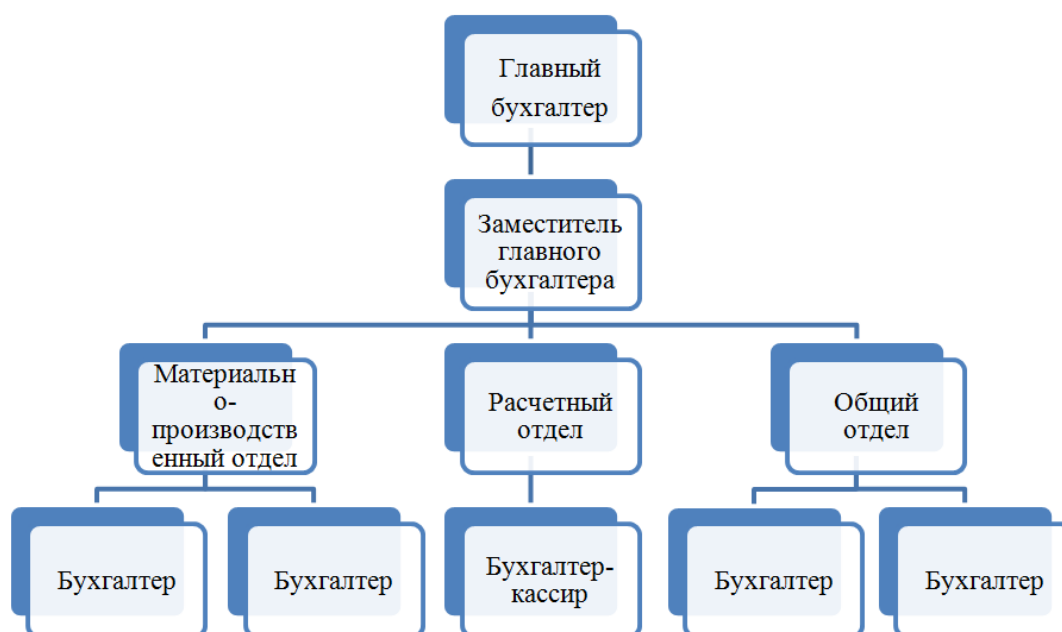 Главный
бухгалтер
Заместитель
главного
бухгалтера
Материальн
о-
производств
енный отдел
Расчетный
отдел
Общий
отдел
Бухгалтер
Бухгалтер
Бухгалтер-
кассир
Бухгалтер
Бухгалтер